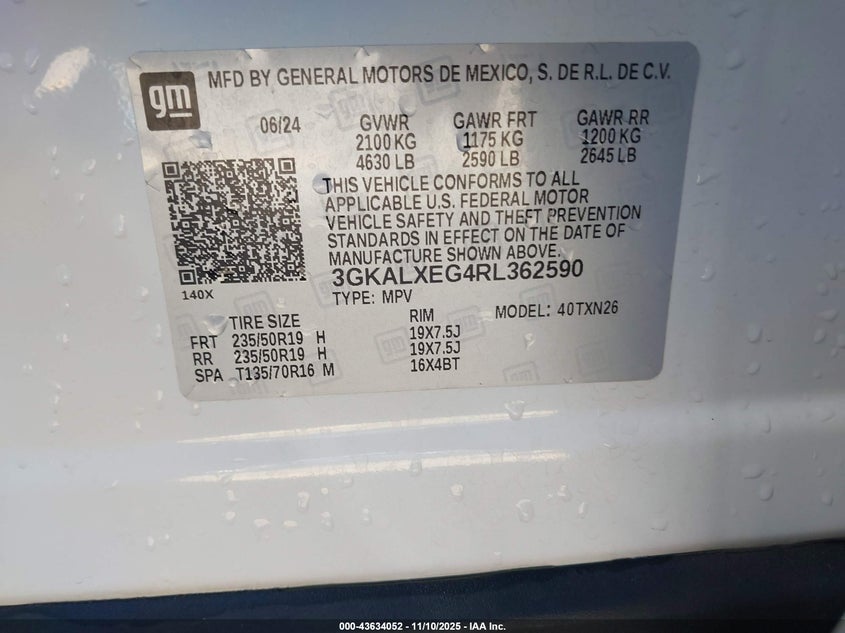 gm
MFD BY GENERAL MOTORS DE MEXICO, S. DE R.L. DE C.V.
06/24 GVWR GAWR FRT GAWR RR
2100 KG 1175 KG 1200 KG
4630 LB 2590 LB 2645 LB
THIS VEHICLE CONFORMS TO ALL
APPLICABLE U.S. FEDERAL MOTOR
VEHICLE SAFETY AND THEFT PREVENTION
STANDARDS IN EFFECT ON THE DATE OF
MANUFACTURE SHOWN ABOVE.
140X
3GKALXEG4RL362590
TYPE: MPV MODEL: 40TXN26
TIRE SIZE RIM
FRT 235/50R19 H 19X7.5J
RR 235/50R19 H 19X7.5J
SPA T135/70R16 M 16X4BT
000-43634052 — 11/10/2025 — IAA Inc.